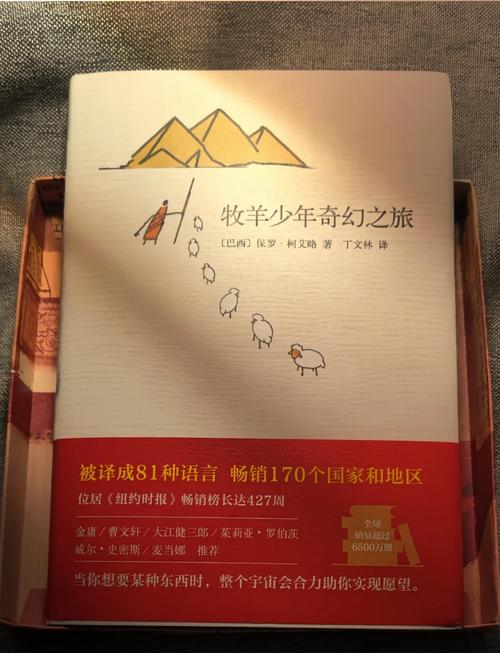 牧羊少年奇幻之旅
〔巴西〕保罗·柯艾略 著 丁文林 译
被译成81种语言 畅销170个国家和地区
位居《纽约时报》畅销榜长达427周
金庸/曹文轩/大江健三郎/茱莉亚·罗伯茨
威尔·史密斯/麦当娜 推荐
全球
销量超过
6500万册
当你想要某种东西时，整个宇宙会合力助你实现愿望。